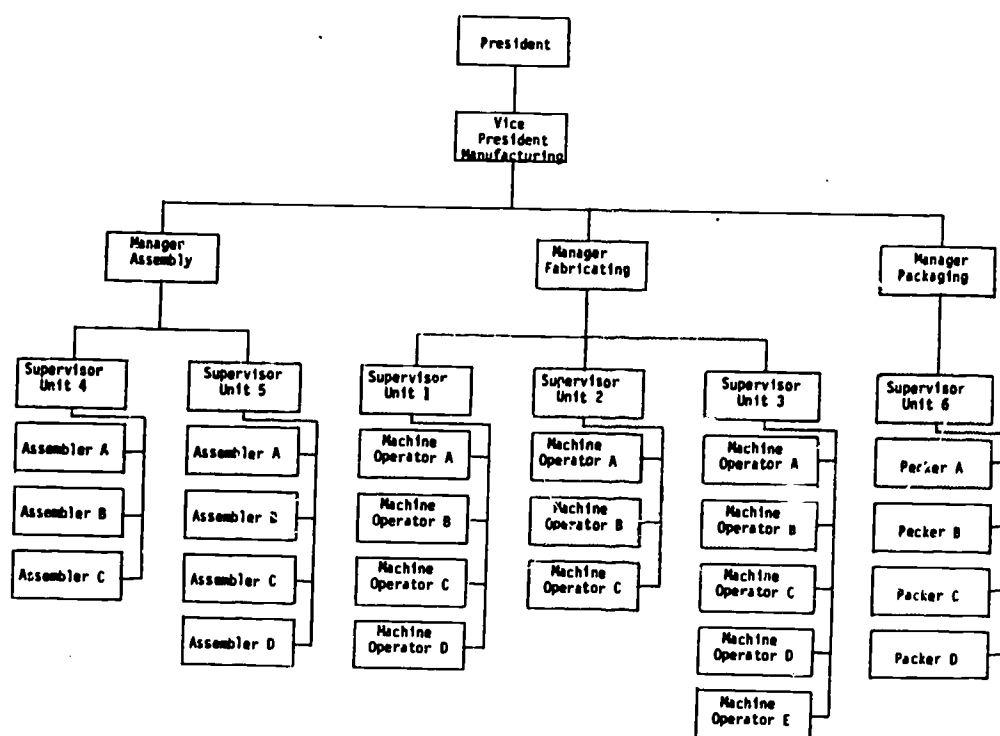 President
Vice
President
Manufacturing
Manager
Assembly
Manager
Fabricating
Manager
Packaging
Supervisor
Unit 4
Supervisor
Unit 5
Supervisor
Unit 1
Supervisor
Unit 2
Supervisor
Unit 3
Supervisor
Unit 6
Assembler A
Assembler B
Assembler C
Assembler A
Assembler B
Assembler C
Assembler D
Machine
Operator A
Machine
Operator B
Machine
Operator C
Machine
Operator D
Machine
Operator A
Machine
Operator B
Machine
Operator C
Machine
Operator A
Machine
Operator B
Machine
Operator C
Machine
Operator D
Machine
Operator E
Packer A
Packer B
Packer C
Packer D